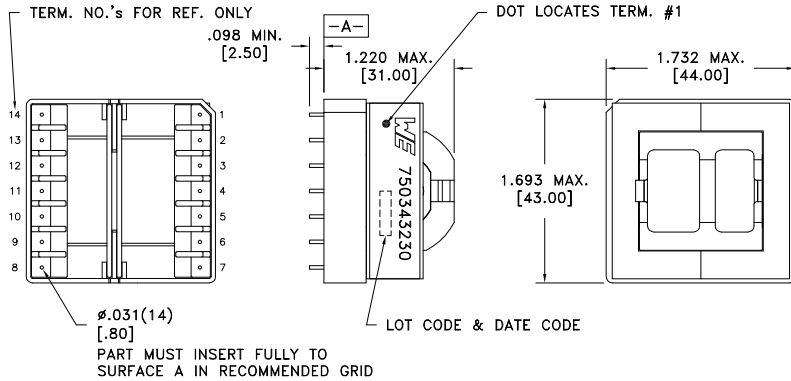 TERM. NO.'s FOR REF. ONLY
-A-
DOT LOCATES TERM. #1
.098 MIN.
[2.50]
1.220 MAX.
[31.00]
1.732 MAX.
[44.00]
14
13
12
11
10
9
8
1
2
3
4
5
6
7
WE 750343230
1.693 MAX.
[43.00]
ø.031(14)
[.80]
PART MUST INSERT FULLY TO
SURFACE A IN RECOMMENDED GRID
LOT CODE & DATE CODE